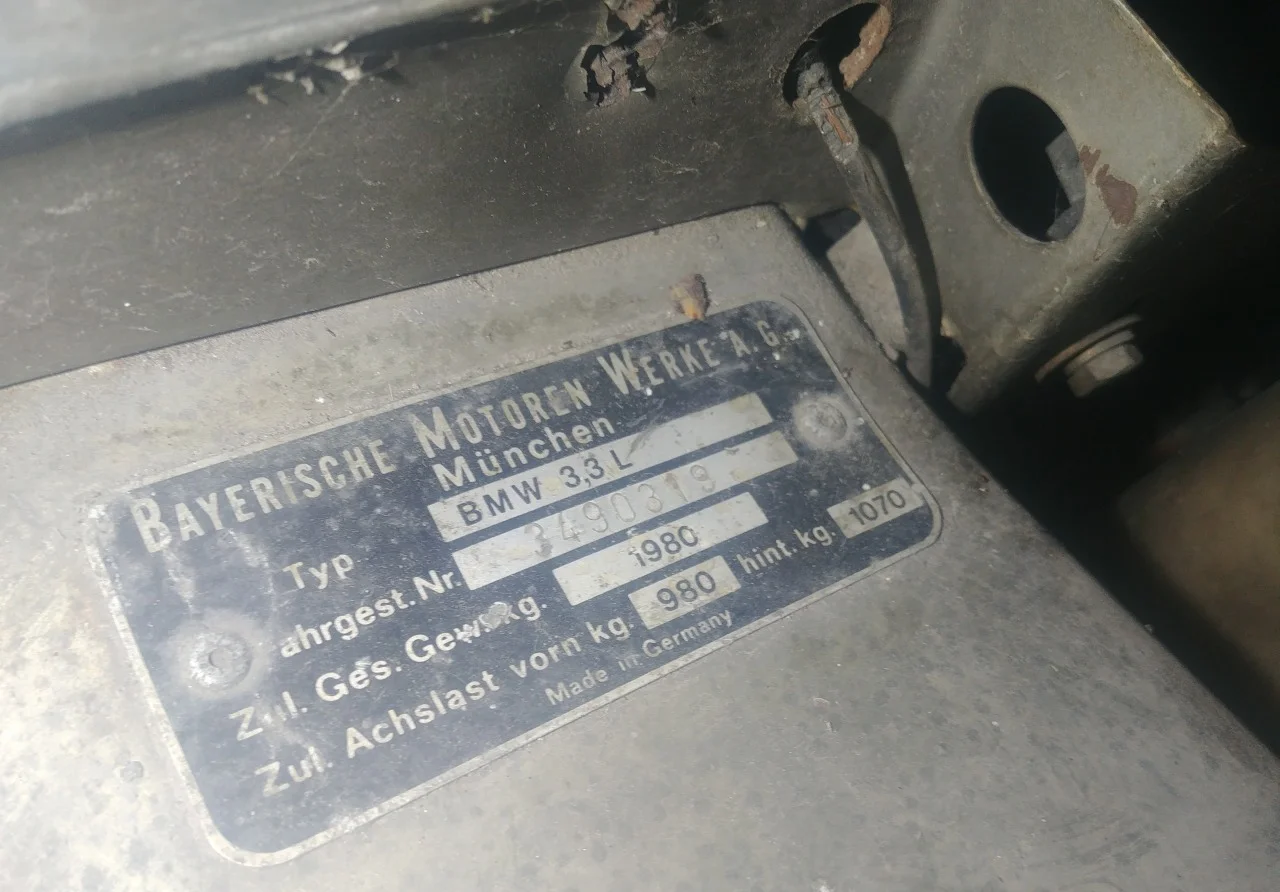 BAYERISCHE MOTOREN WERKE A.G.
München
Typ BMW 3,3 L
ahrgest. Nr. 3490319
Zul. Ges. Gew. kg. 1980
Zul. Achslast vorn kg. 980 hint. kg. 1070
Made in Germany